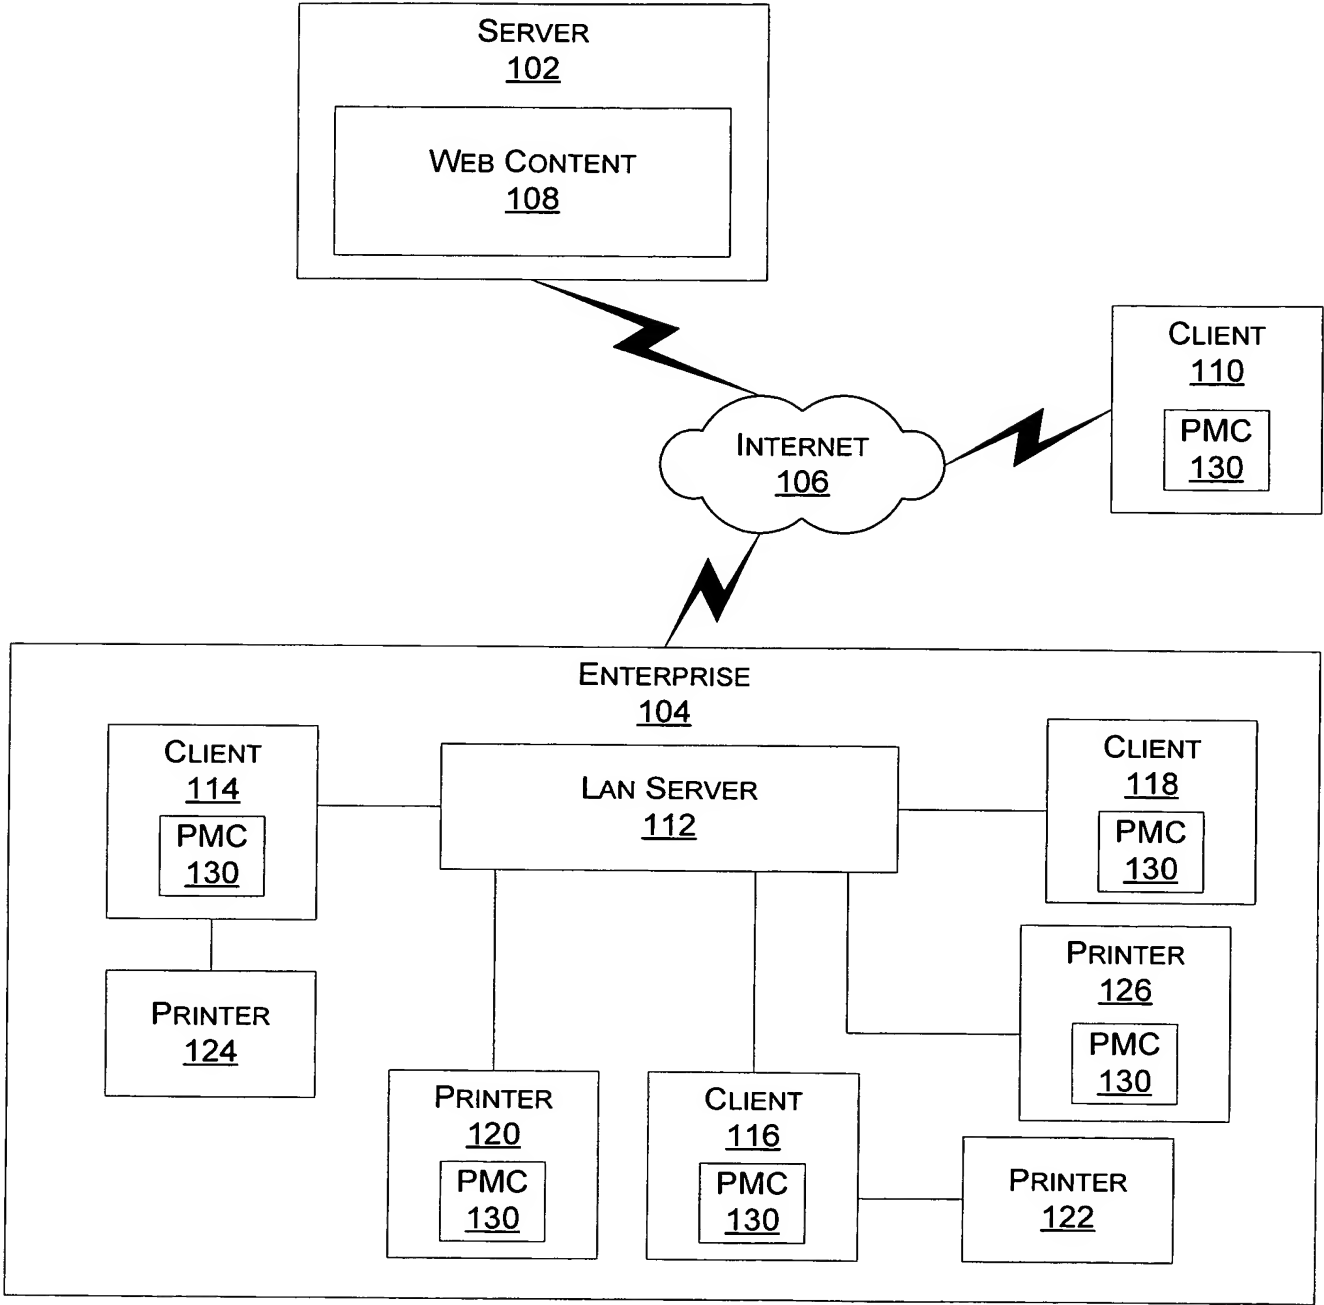 SERVER
102
WEB CONTENT
108
CLIENT
110
PMC
130
INTERNET
106
ENTERPRISE
104
CLIENT
114
PMC
130
LAN SERVER
112
CLIENT
118
PMC
130
PRINTER
124
PRINTER
126
PMC
130
PRINTER
120
PMC
130
CLIENT
116
PMC
130
PRINTER
122